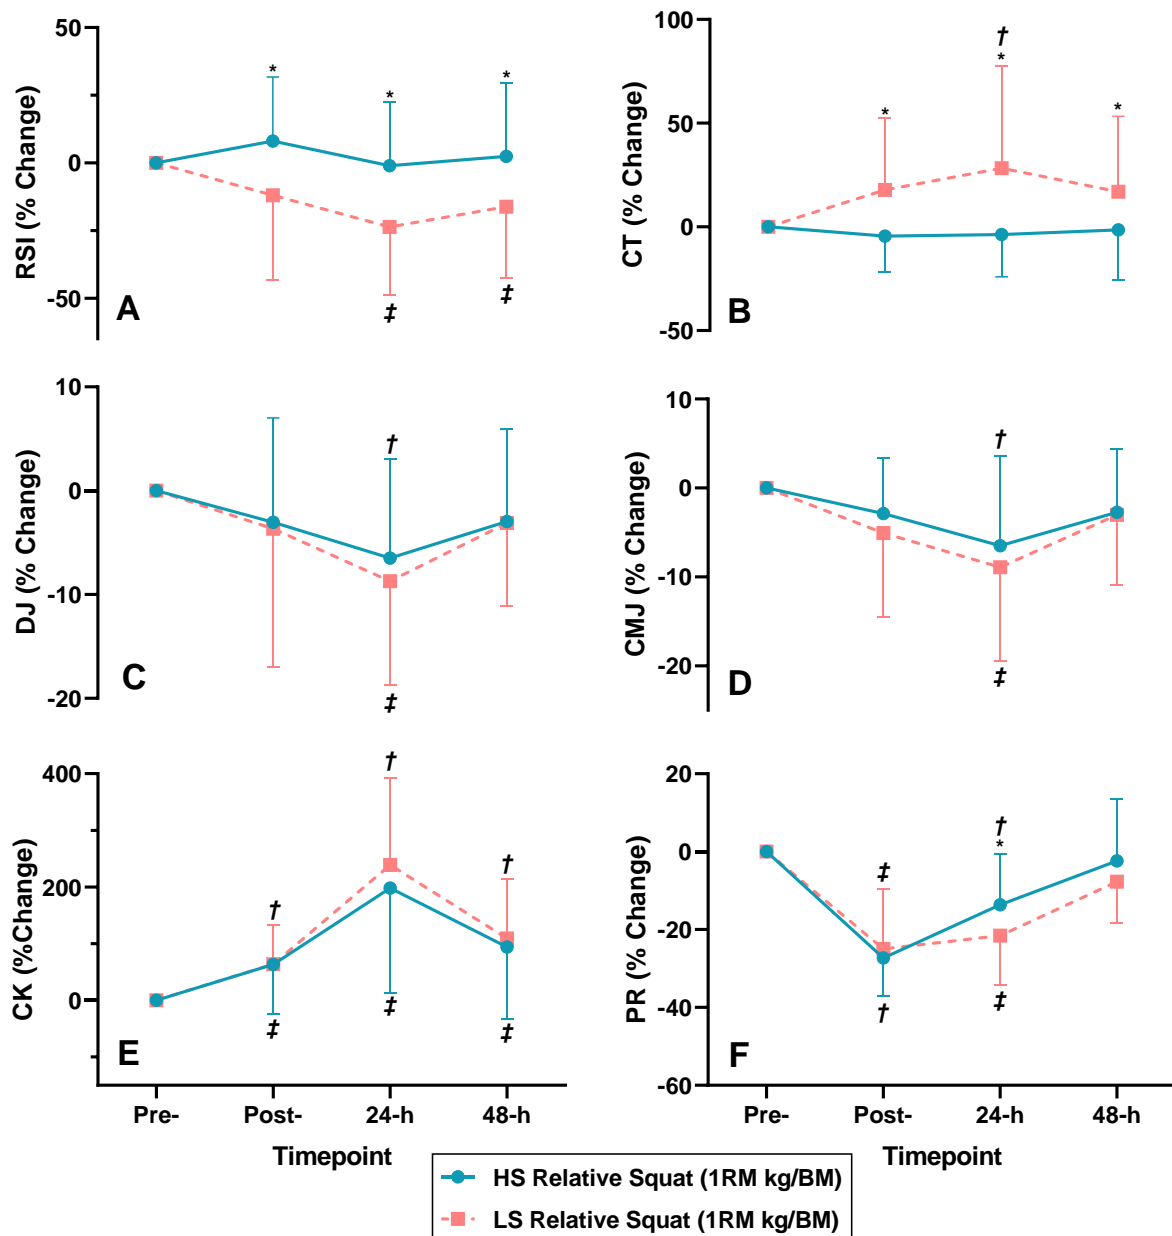 50
0
-50
RSI (% Change)
*
*
*
‡
‡
A
100
50
0
-50
CT (% Change)
*
†
*
*
B
10
0
-10
-20
DJ (% Change)
†
‡
C
10
0
-10
-20
CMJ (% Change)
†
‡
D
400
200
0
CK (%Change)
†
†
†
‡
‡
‡
E
Pre-
Post-
24-h
48-h
Timepoint
20
0
-20
-40
-60
PR (% Change)
‡
†
*
†
‡
F
Pre-
Post-
24-h
48-h
Timepoint
HS Relative Squat (1RM kg/BM)
LS Relative Squat (1RM kg/BM)